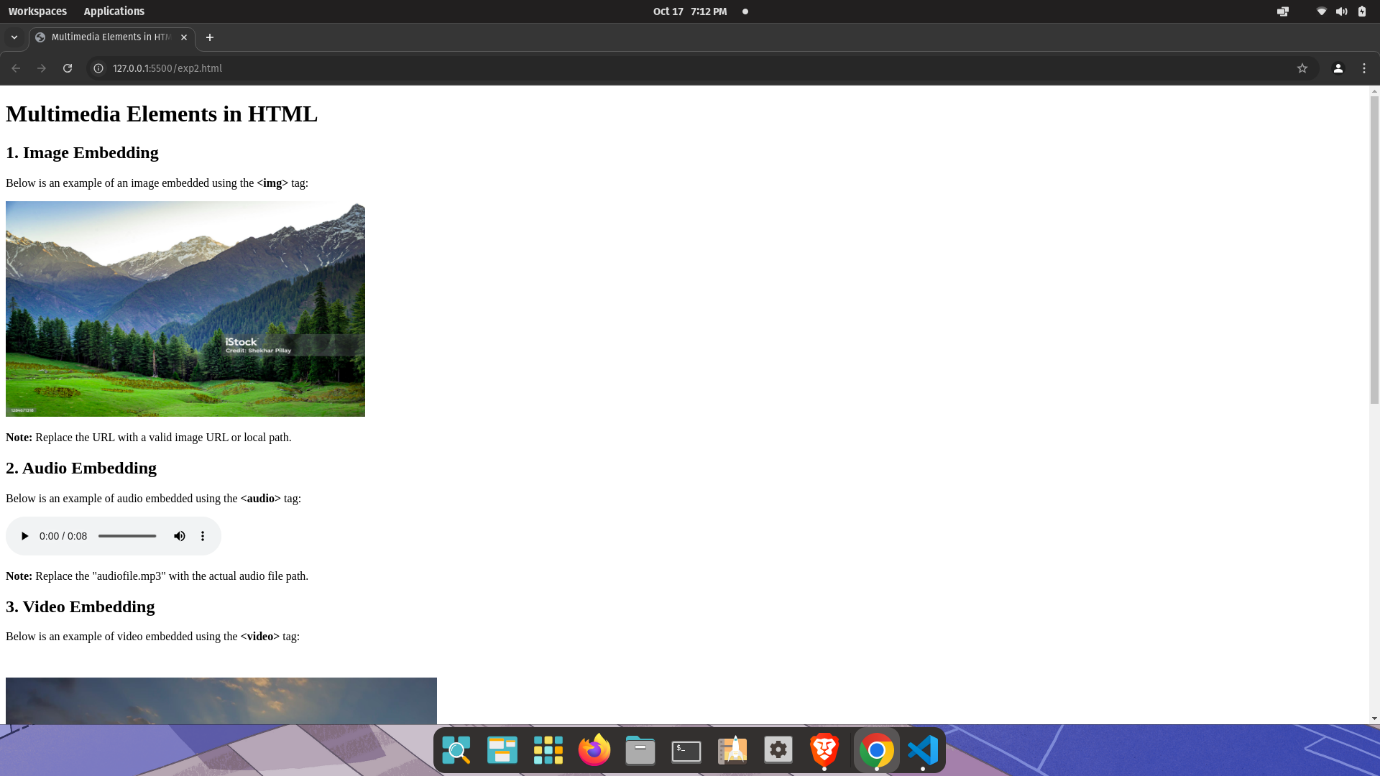 Workspaces Applications Oct 17 7:12 PM
Multimedia Elements in HTM
127.0.0.1:5500/exp2.html
Multimedia Elements in HTML
1. Image Embedding
Below is an example of an image embedded using the <img> tag:
iStock
Credit: Shekhar Pillay
Note: Replace the URL with a valid image URL or local path.
2. Audio Embedding
Below is an example of audio embedded using the <audio> tag:
0:00 / 0:08
Note: Replace the "audiofile.mp3" with the actual audio file path.
3. Video Embedding
Below is an example of video embedded using the <video> tag:
$_